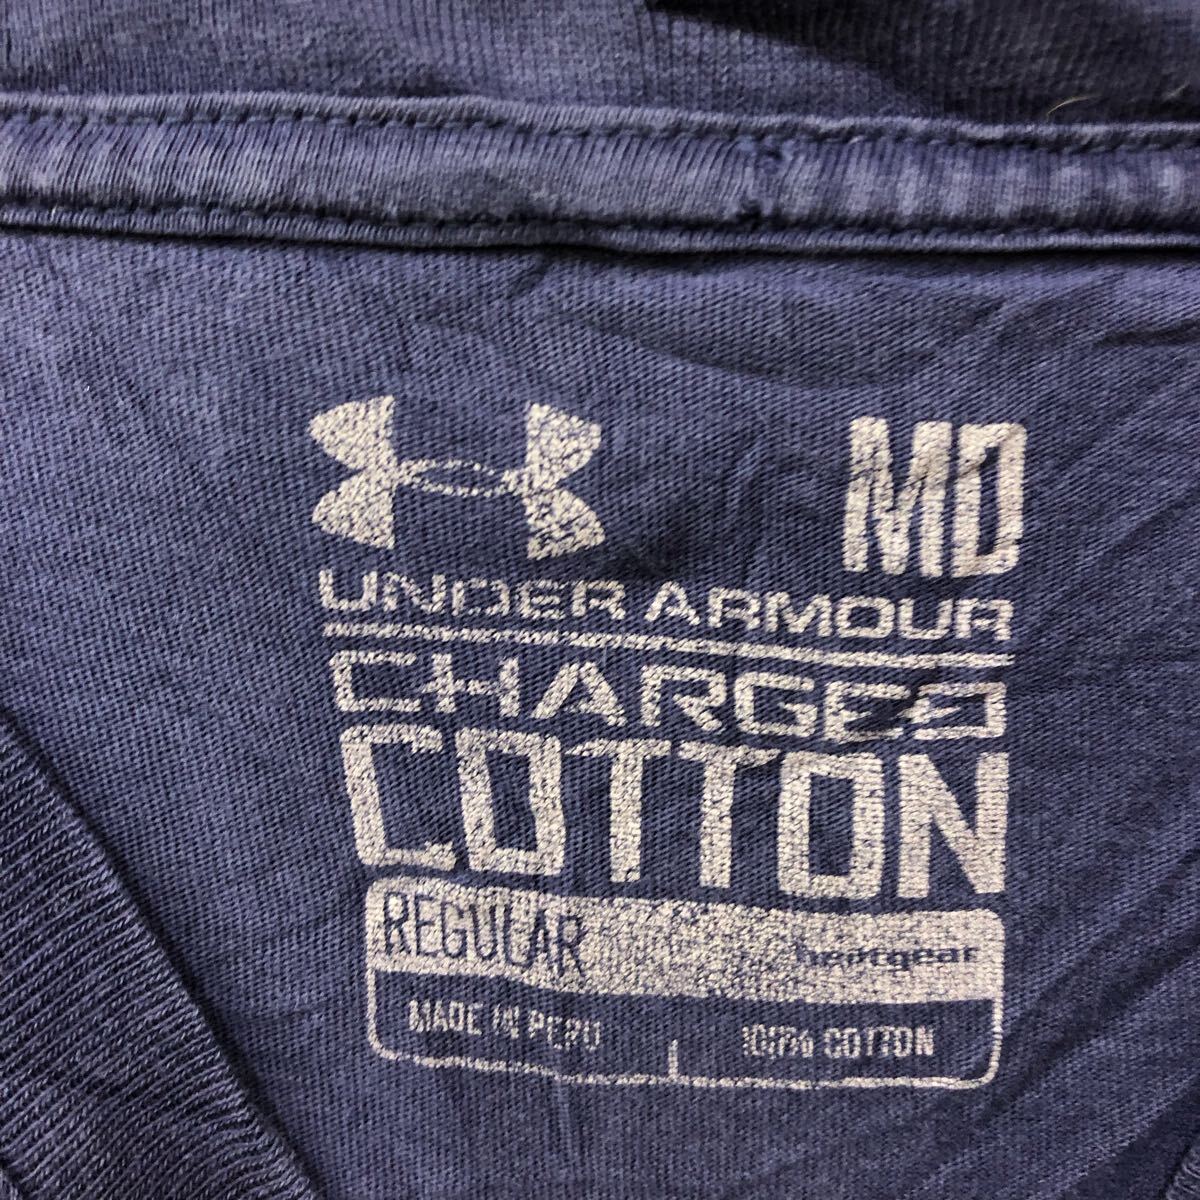 MD
UNDER ARMOUR
CHARGED
COTTON
REGULAR heatgear
MADE IN PERU 100% COTTON